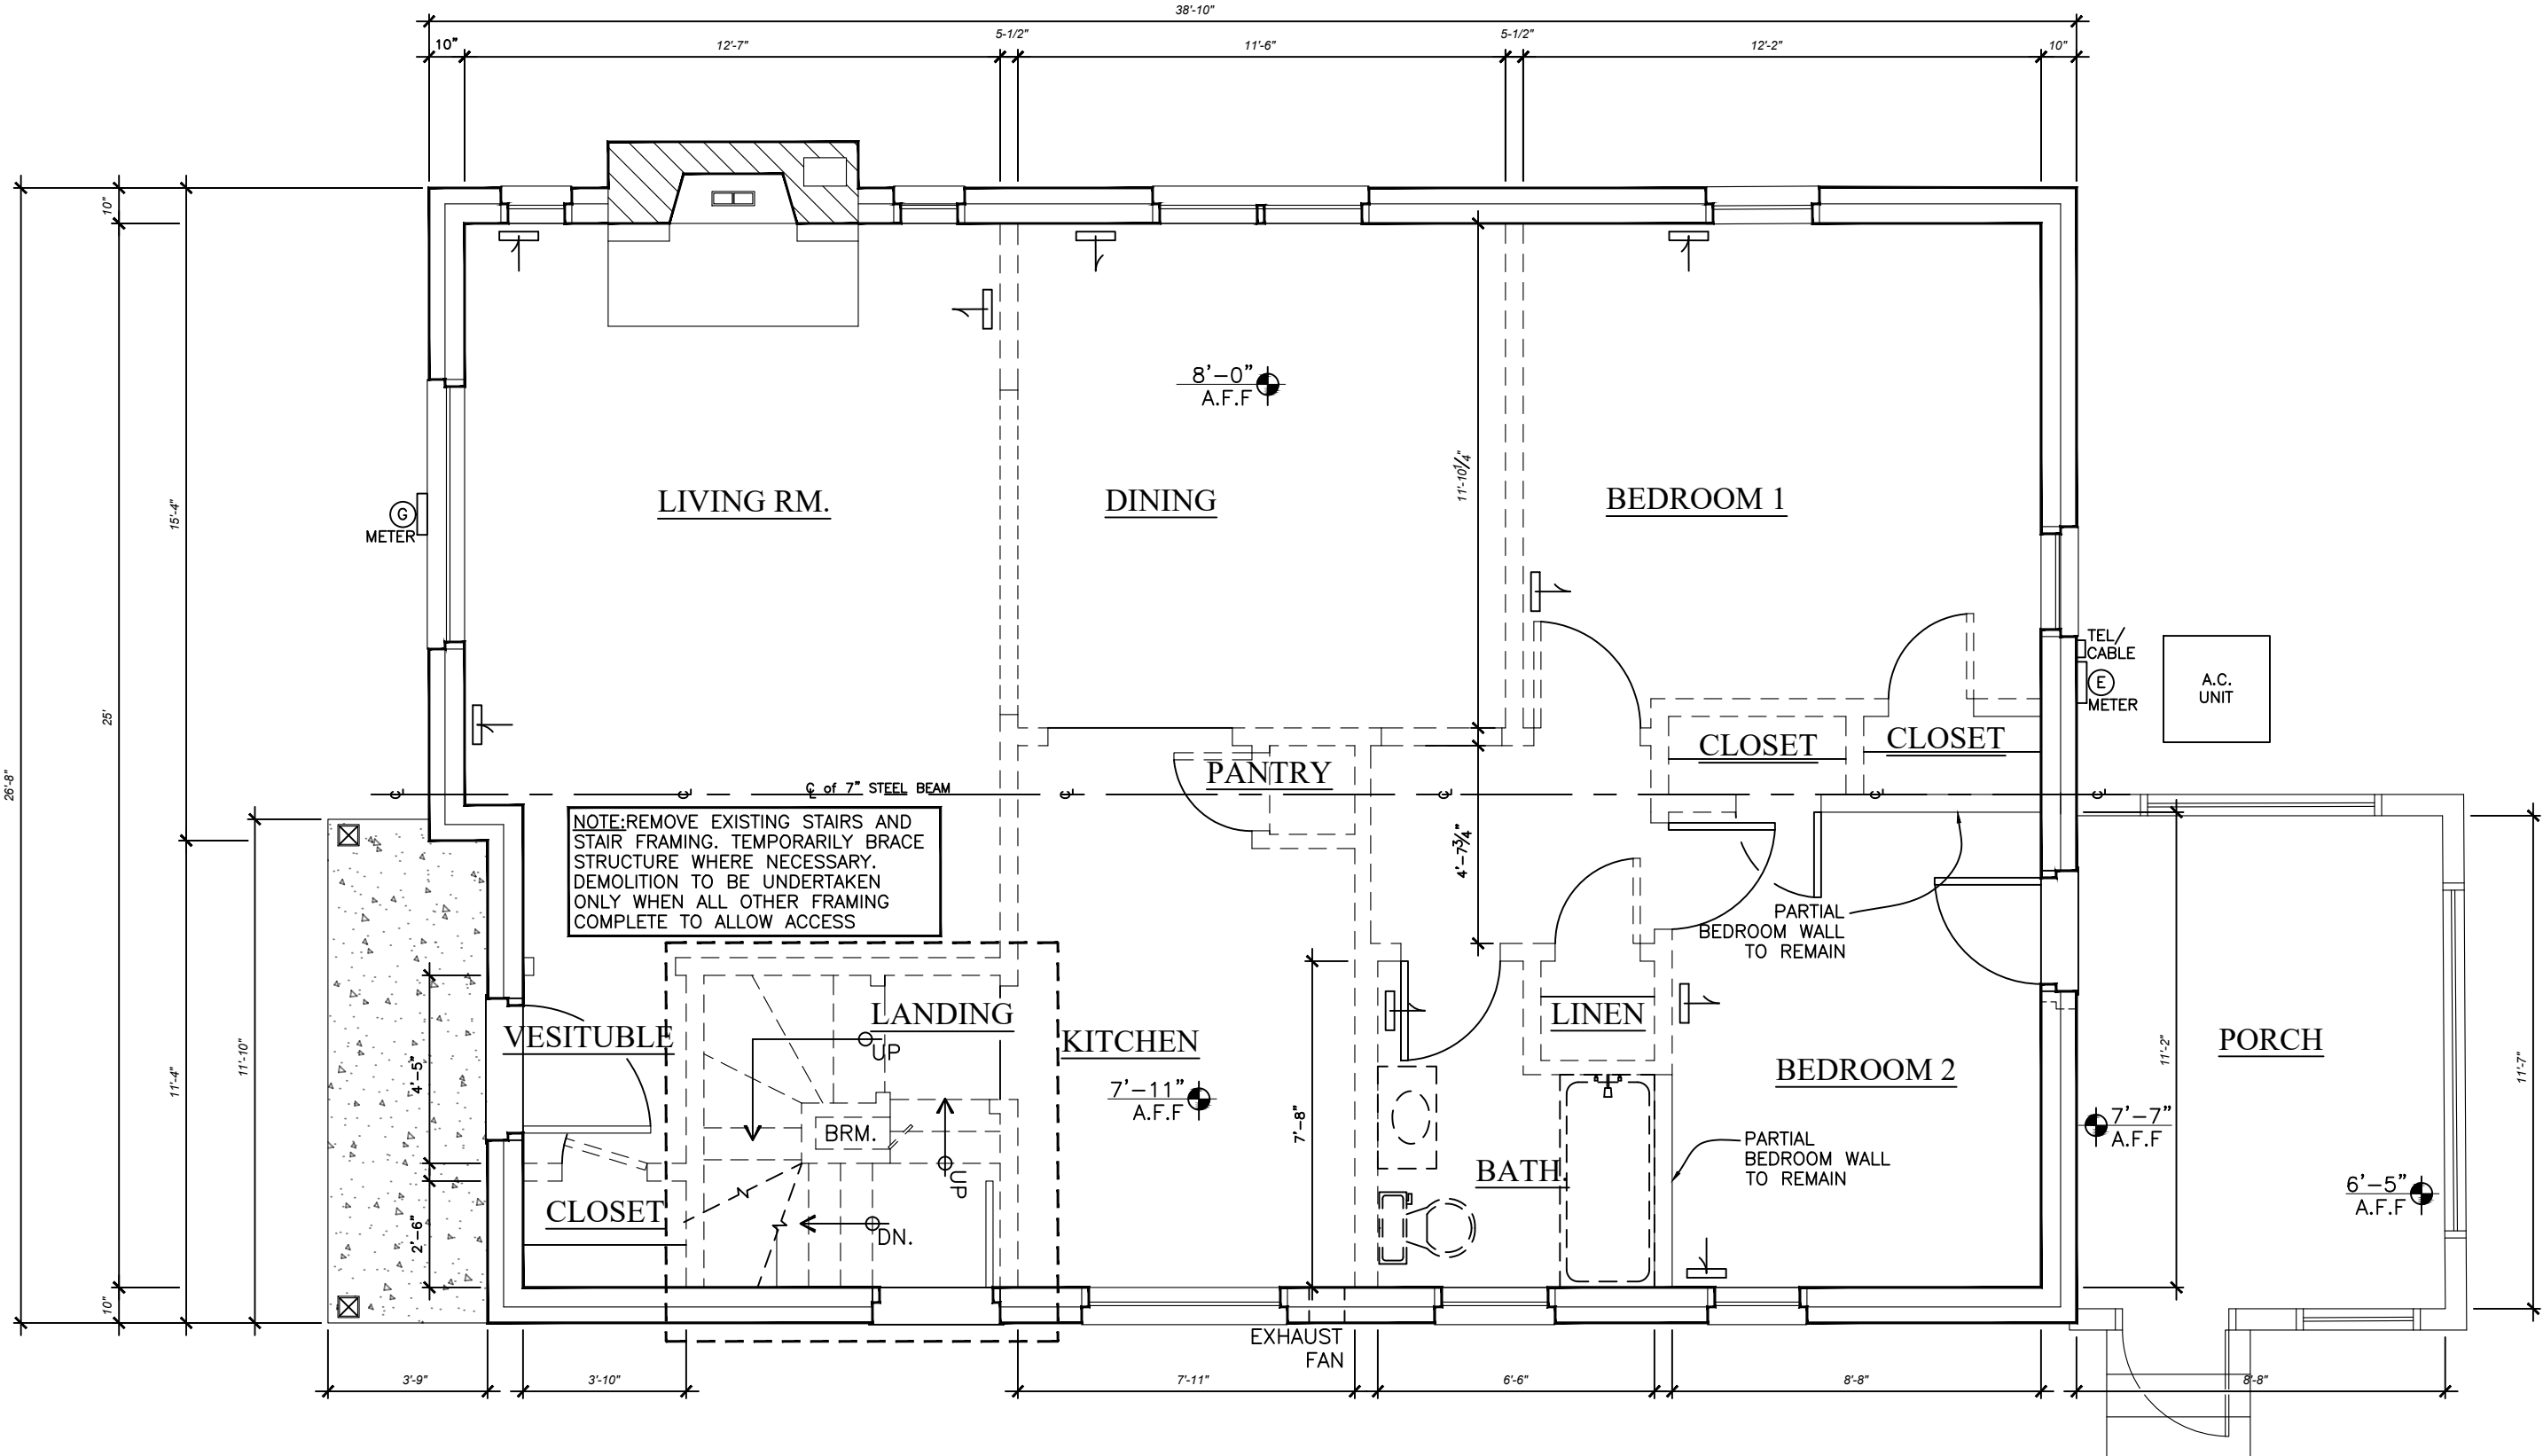 38'-10"
10"
12'-7"
5-1/2"
11'-6"
5-1/2"
12'-2"
10"
10"
15'-4"
25'
26'-8"
11'-10"
11'-4"
10"
8'-0"
A.F.F
LIVING RM.
DINING
BEDROOM 1
11'-10¼"
G
METER
TEL/
CABLE
E
METER
A.C.
UNIT
CLOSET
CLOSET
PANTRY
℄ of 7" STEEL BEAM
NOTE:REMOVE EXISTING STAIRS AND
STAIR FRAMING. TEMPORARILY BRACE
STRUCTURE WHERE NECESSARY.
DEMOLITION TO BE UNDERTAKEN
ONLY WHEN ALL OTHER FRAMING
COMPLETE TO ALLOW ACCESS
4'-7¾"
PARTIAL
BEDROOM WALL
TO REMAIN
VESITUBLE
LANDING
KITCHEN
LINEN
BEDROOM 2
PORCH
11'-2"
11'-7"
4'-5"
UP
7'-11"
A.F.F
7'-8"
BRM.
UP
7'-7"
A.F.F
PARTIAL
BEDROOM WALL
TO REMAIN
BATH.
6'-5"
A.F.F
CLOSET
2'-6"
DN.
EXHAUST
FAN
3'-9"
3'-10"
7'-11"
6'-6"
8'-8"
8'-8"